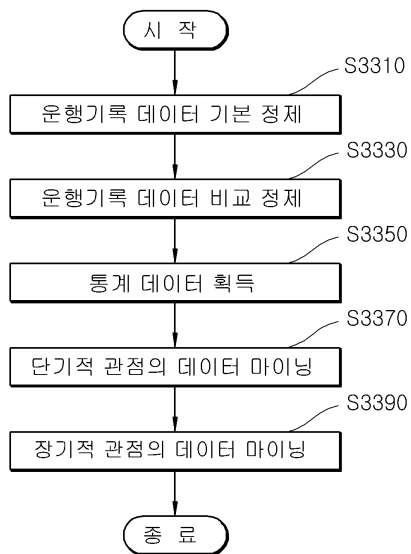 시 작
S3310
운행기록 데이터 기본 정제
S3330
운행기록 데이터 비교 정제
S3350
통계 데이터 획득
S3370
단기적 관점의 데이터 마이닝
S3390
장기적 관점의 데이터 마이닝
종 료